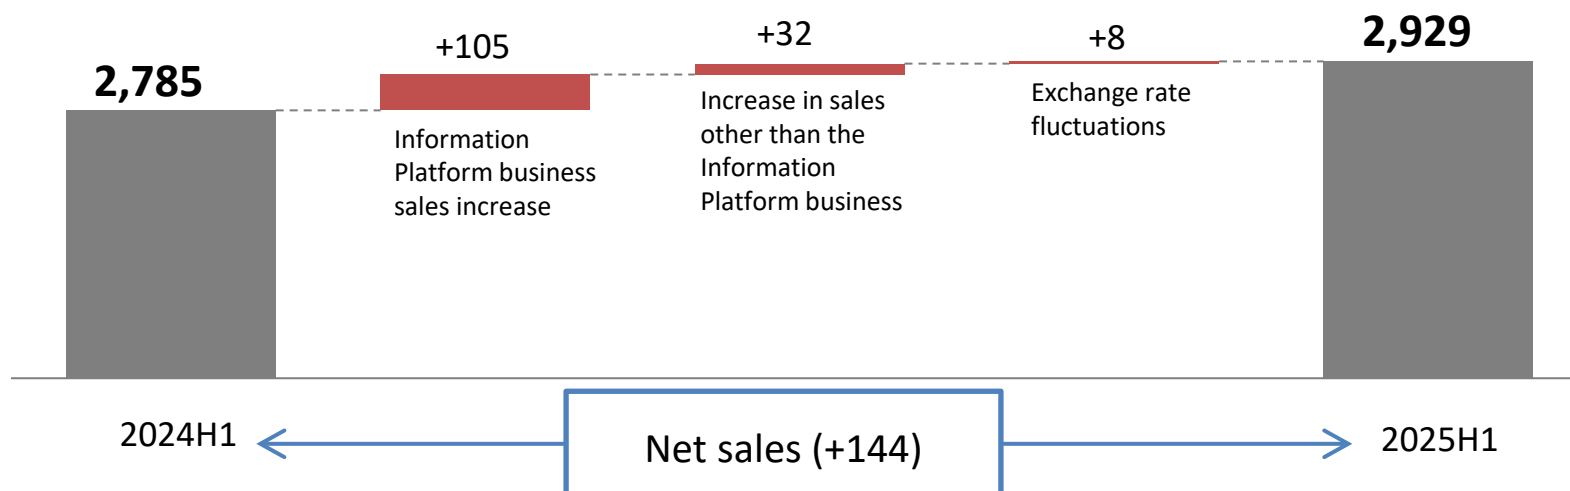 2,785
+105
+32
+8
2,929
Information
Platform business
sales increase
Increase in sales
other than the
Information
Platform business
Exchange rate
fluctuations
2024H1
Net sales (+144)
2025H1